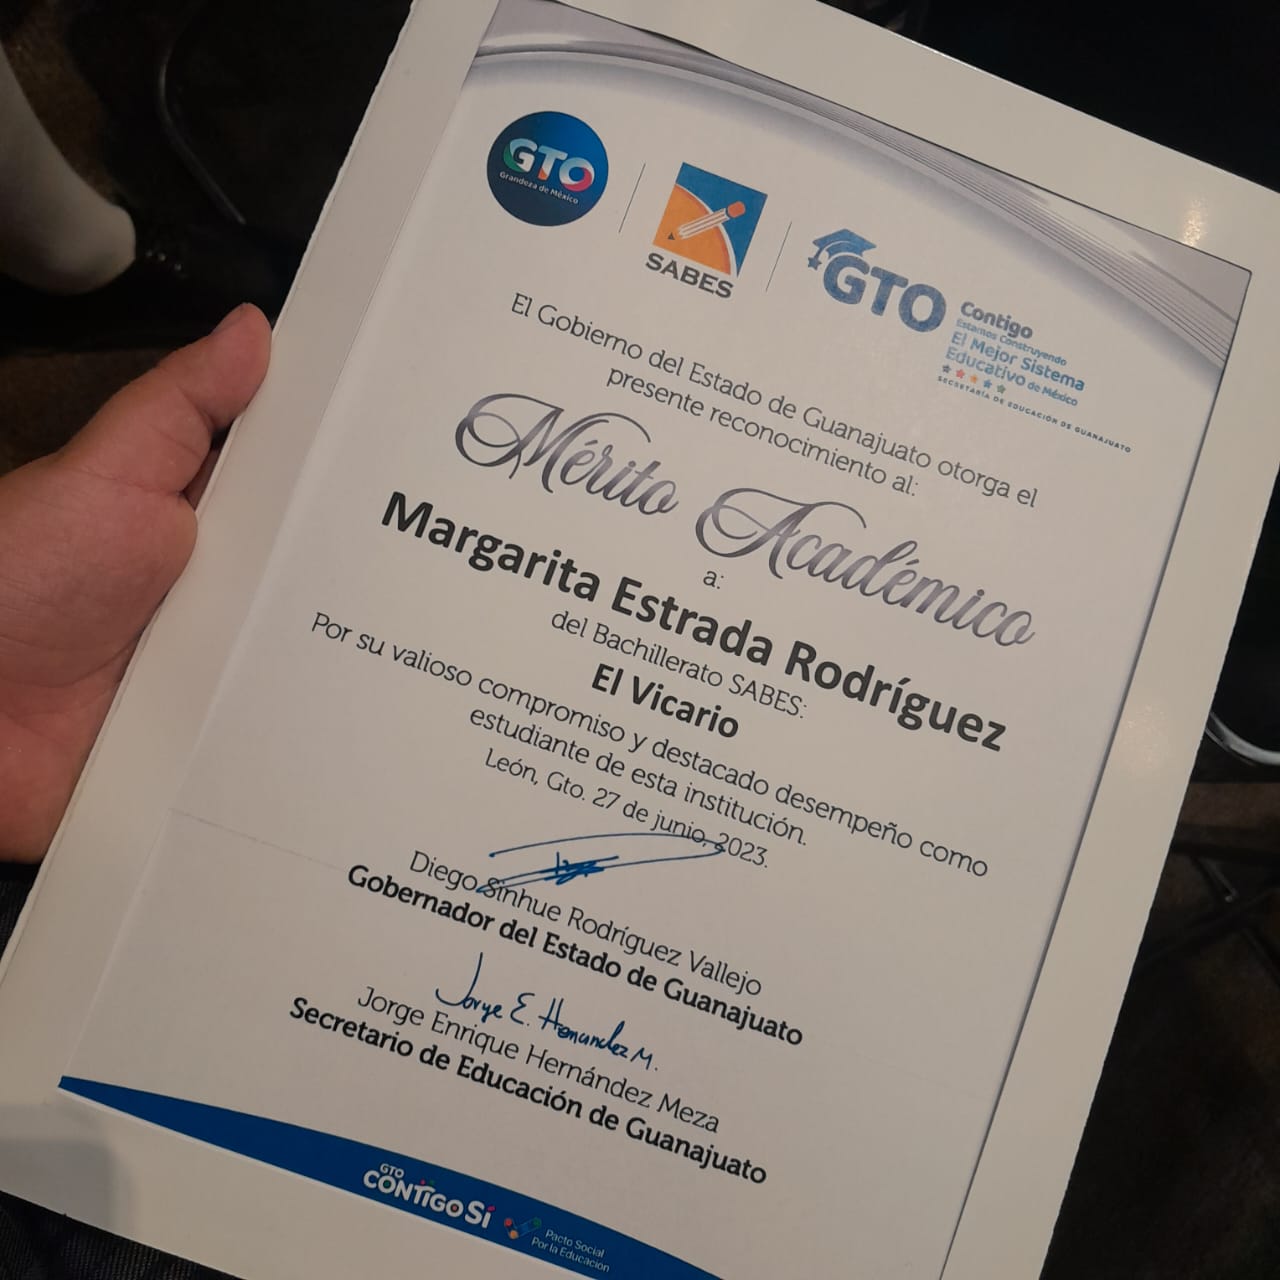 GTO
Grandeza de México
SABES
GTO
Contigo
Estamos Construyendo
El Mejor Sistema
Educativo de México
SECRETARÍA DE EDUCACIÓN DE GUANAJUATO
El Gobierno del Estado de Guanajuato otorga el
presente reconocimiento al:
Mérito Académico
a:
Margarita Estrada Rodríguez
del Bachillerato SABES:
El Vicario
Por su valioso compromiso y destacado desempeño como
estudiante de esta institución.
León, Gto. 27 de junio, 2023.
Diego Sinhue Rodríguez Vallejo
Gobernador del Estado de Guanajuato
Jorge E. Hernández M.
Jorge Enrique Hernández Meza
Secretario de Educación de Guanajuato
GTO
CONTIGO Sí
Pacto Social
Por la Educación